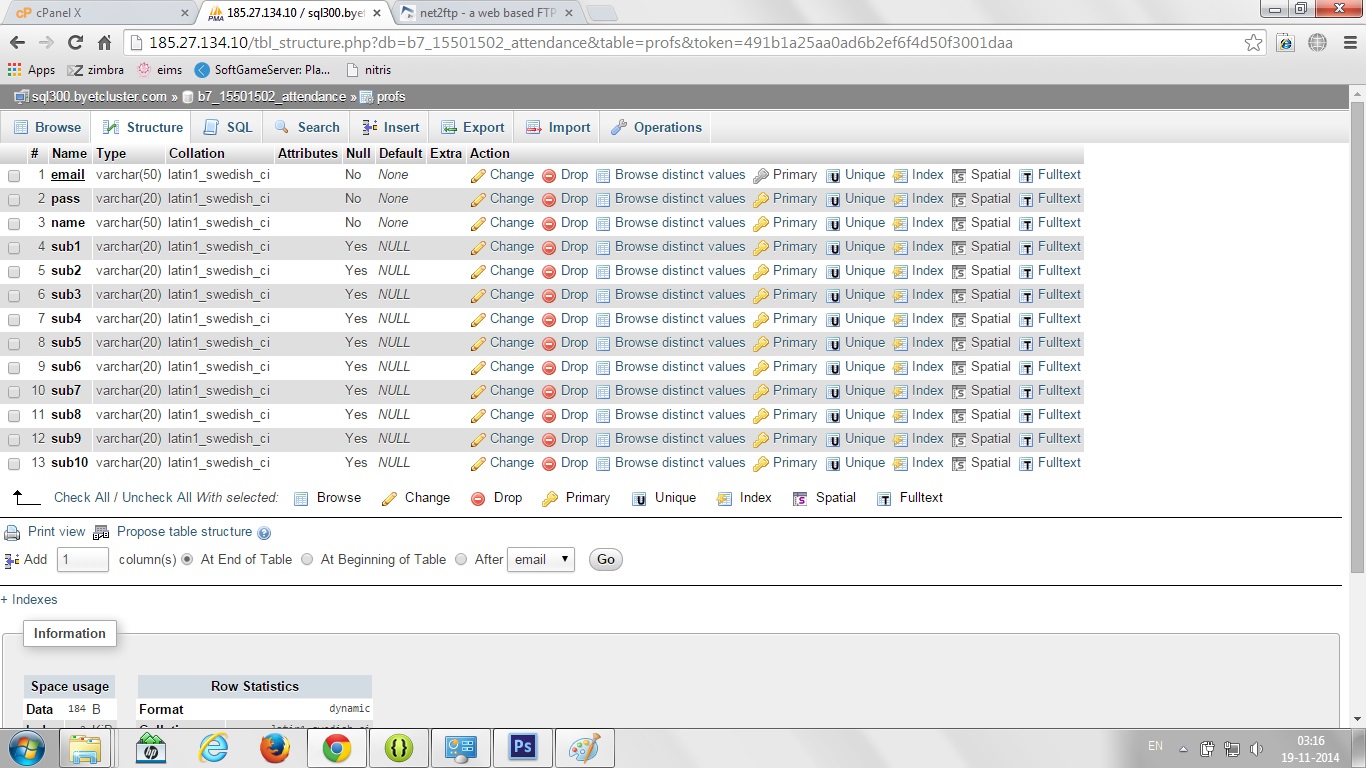 cPanel X
185.27.134.10 / sql300.bye
net2ftp - a web based FTP
185.27.134.10/tbl_structure.php?db=b7_15501502_attendance&table=profs&token=491b1a25aa0ad6b2ef6f4d50f3001daa
Apps zimbra eims SoftGameServer: Pla... nitris
sql300.byetcluster.com » b7_15501502_attendance » profs
Browse Structure SQL Search Insert Export Import Operations
# Name Type Collation Attributes Null Default Extra Action
1 email varchar(50) latin1_swedish_ci No None Change Drop Browse distinct values Primary Unique Index Spatial Fulltext
2 pass varchar(20) latin1_swedish_ci No None Change Drop Browse distinct values Primary Unique Index Spatial Fulltext
3 name varchar(50) latin1_swedish_ci No None Change Drop Browse distinct values Primary Unique Index Spatial Fulltext
4 sub1 varchar(20) latin1_swedish_ci Yes NULL Change Drop Browse distinct values Primary Unique Index Spatial Fulltext
5 sub2 varchar(20) latin1_swedish_ci Yes NULL Change Drop Browse distinct values Primary Unique Index Spatial Fulltext
6 sub3 varchar(20) latin1_swedish_ci Yes NULL Change Drop Browse distinct values Primary Unique Index Spatial Fulltext
7 sub4 varchar(20) latin1_swedish_ci Yes NULL Change Drop Browse distinct values Primary Unique Index Spatial Fulltext
8 sub5 varchar(20) latin1_swedish_ci Yes NULL Change Drop Browse distinct values Primary Unique Index Spatial Fulltext
9 sub6 varchar(20) latin1_swedish_ci Yes NULL Change Drop Browse distinct values Primary Unique Index Spatial Fulltext
10 sub7 varchar(20) latin1_swedish_ci Yes NULL Change Drop Browse distinct values Primary Unique Index Spatial Fulltext
11 sub8 varchar(20) latin1_swedish_ci Yes NULL Change Drop Browse distinct values Primary Unique Index Spatial Fulltext
12 sub9 varchar(20) latin1_swedish_ci Yes NULL Change Drop Browse distinct values Primary Unique Index Spatial Fulltext
13 sub10 varchar(20) latin1_swedish_ci Yes NULL Change Drop Browse distinct values Primary Unique Index Spatial Fulltext
Check All / Uncheck All With selected: Browse Change Drop Primary Unique Index Spatial Fulltext
Print view Propose table structure
Add 1 column(s) At End of Table At Beginning of Table After email Go
+ Indexes
Information
Space usage Row Statistics
Data 184 B Format dynamic
EN 03:16
19-11-2014